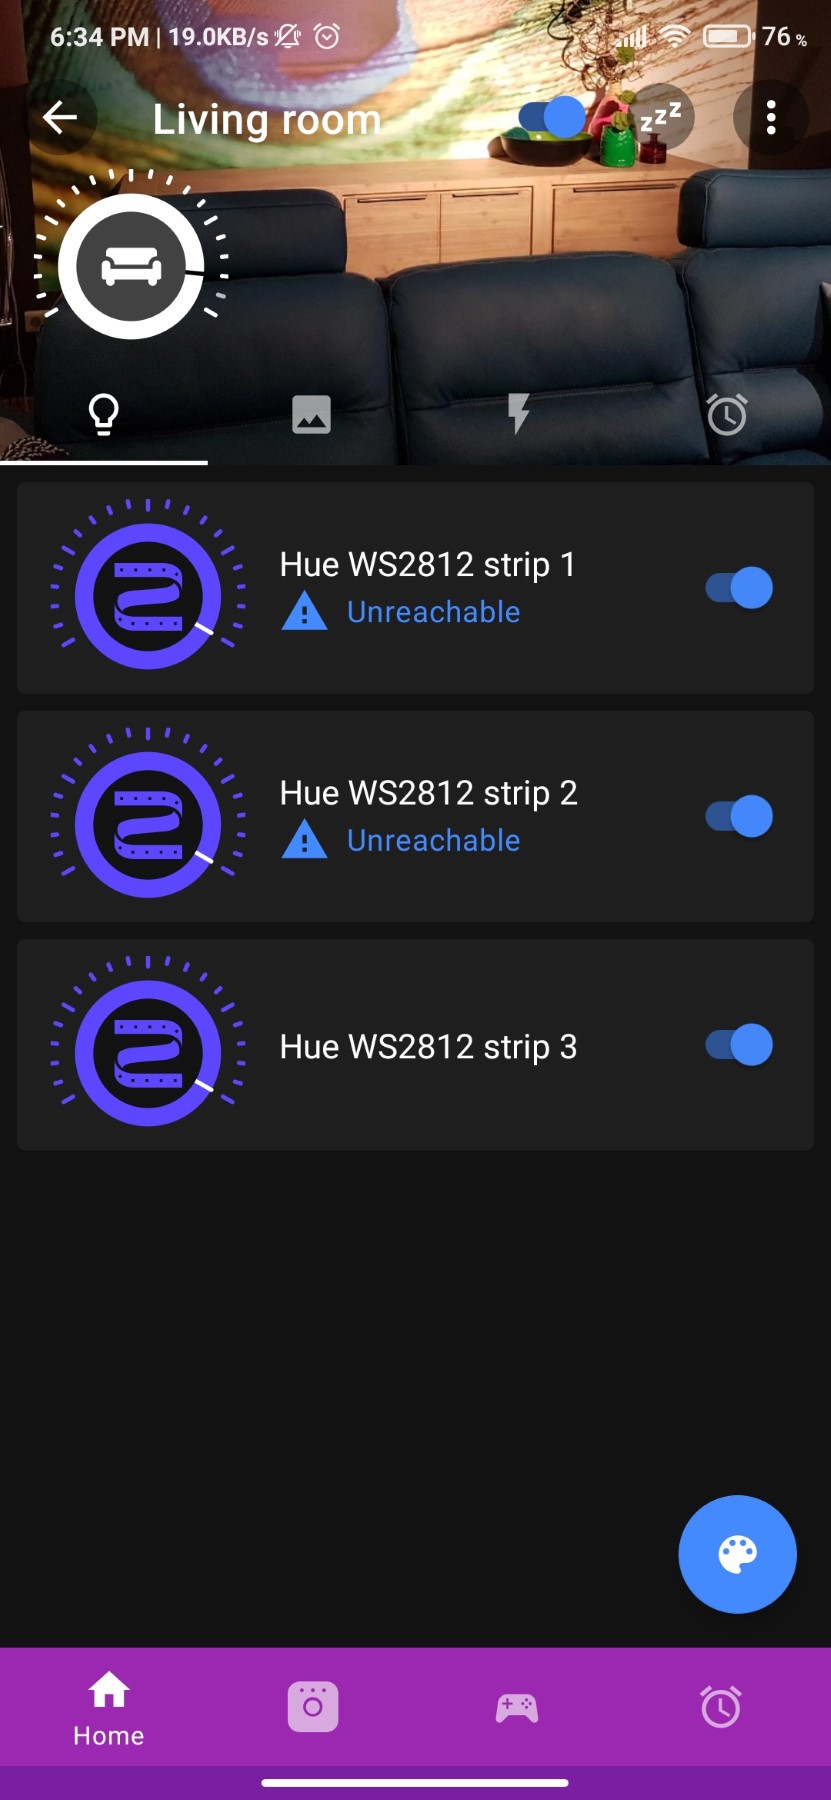 6:34 PM | 19.0KB/s
76 %
Living room
zzz
Hue WS2812 strip 1
Unreachable
Hue WS2812 strip 2
Unreachable
Hue WS2812 strip 3
Home